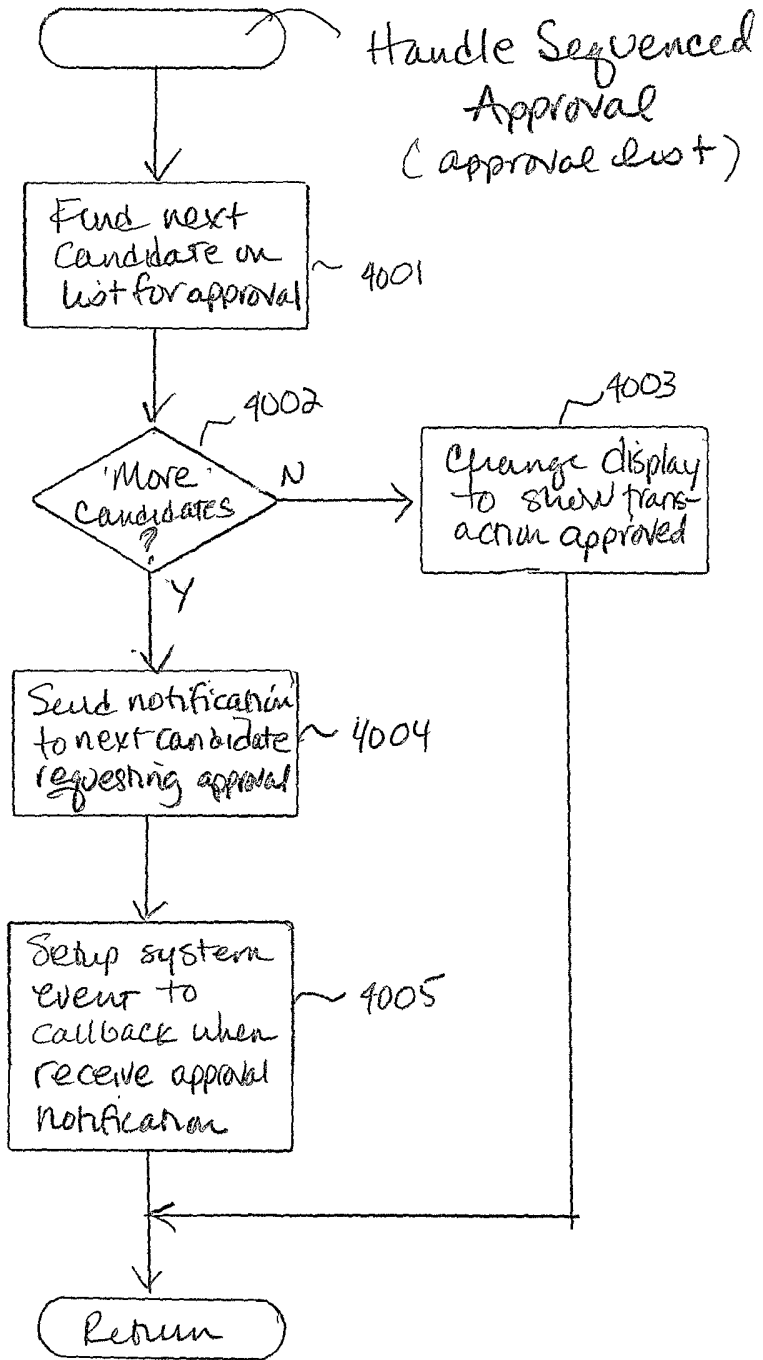 Handle Sequenced
Approval
(approval list)
Find next
candidate on
list for approval
4001
4002
More
Candidates
?
N
Y
4003
Change display
to show trans-
action approved
Send notification
to next candidate
requesting approval
4004
Setup system
event to
callback when
receive approval
notification
4005
Return